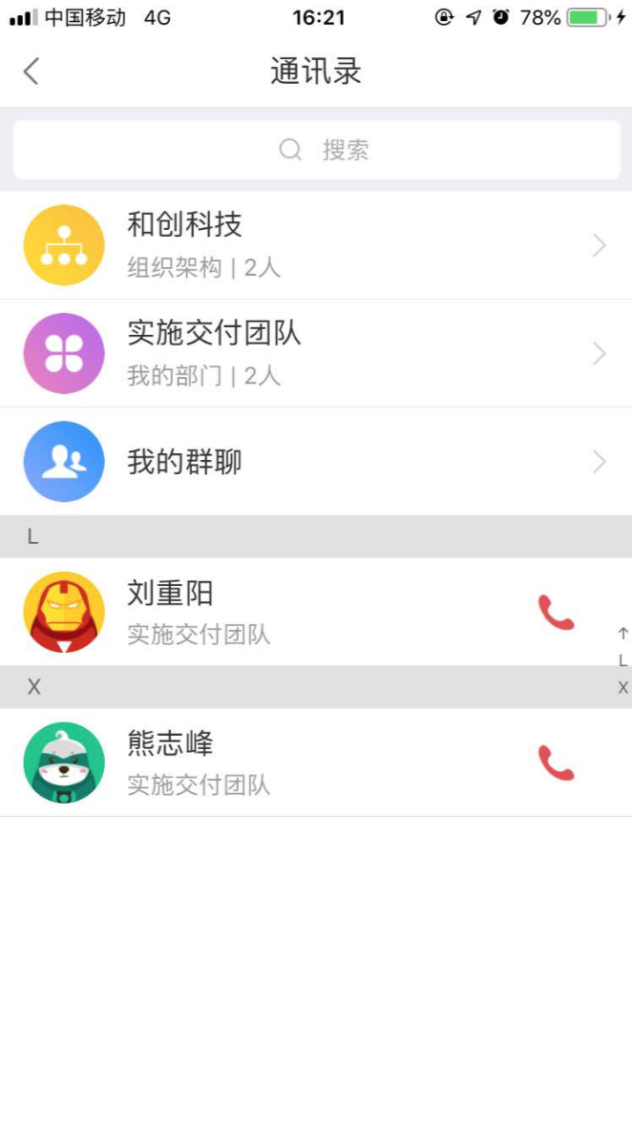 中国移动 4G 16:21 78%
通讯录
搜索
和创科技
组织架构 | 2人
实施交付团队
我的部门 | 2人
我的群聊
L
刘重阳
实施交付团队
↑
L
X
X
熊志峰
实施交付团队